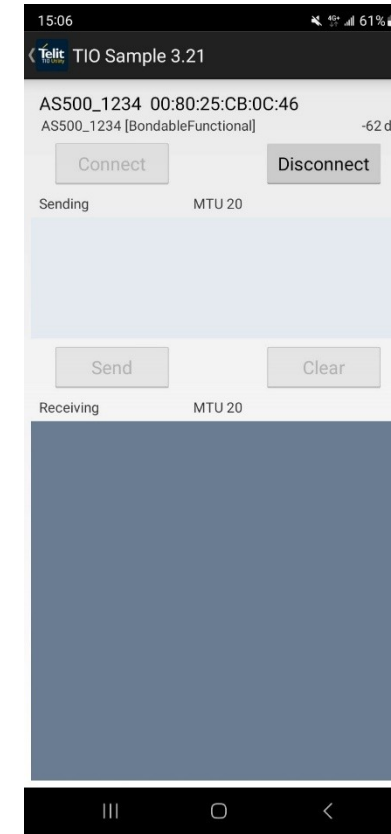 15:06 4G+ 61%
Telit TIO Sample 3.21
AS500_1234 00:80:25:CB:0C:46
AS500_1234 [BondableFunctional] -62 d
Connect Disconnect
Sending MTU 20
Send Clear
Receiving MTU 20